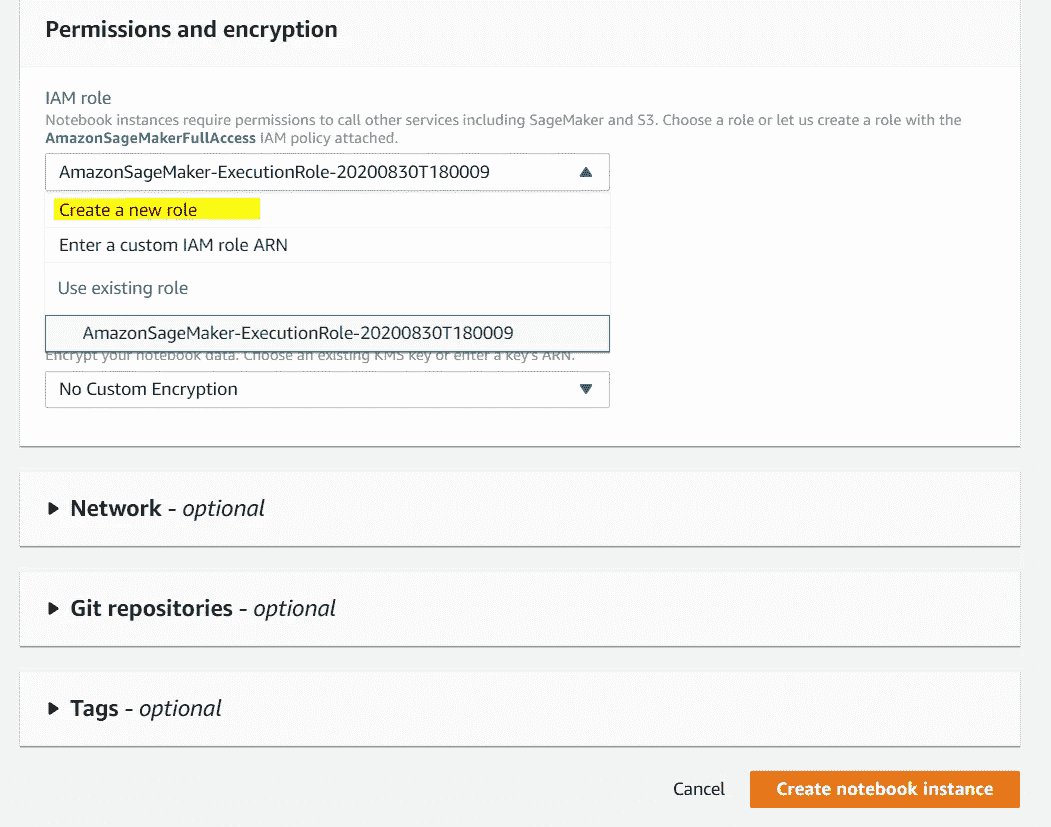 Permissions and encryption
IAM role
Notebook instances require permissions to call other services including SageMaker and S3. Choose a role or let us create a role with the
AmazonSageMakerFullAccess IAM policy attached.
AmazonSageMaker-ExecutionRole-20200830T180009
Create a new role
Enter a custom IAM role ARN
Use existing role
AmazonSageMaker-ExecutionRole-20200830T180009
Encrypt your notebook data. Choose an existing KMS key or enter a key's ARN.
No Custom Encryption
Network - optional
Git repositories - optional
Tags - optional
Cancel
Create notebook instance